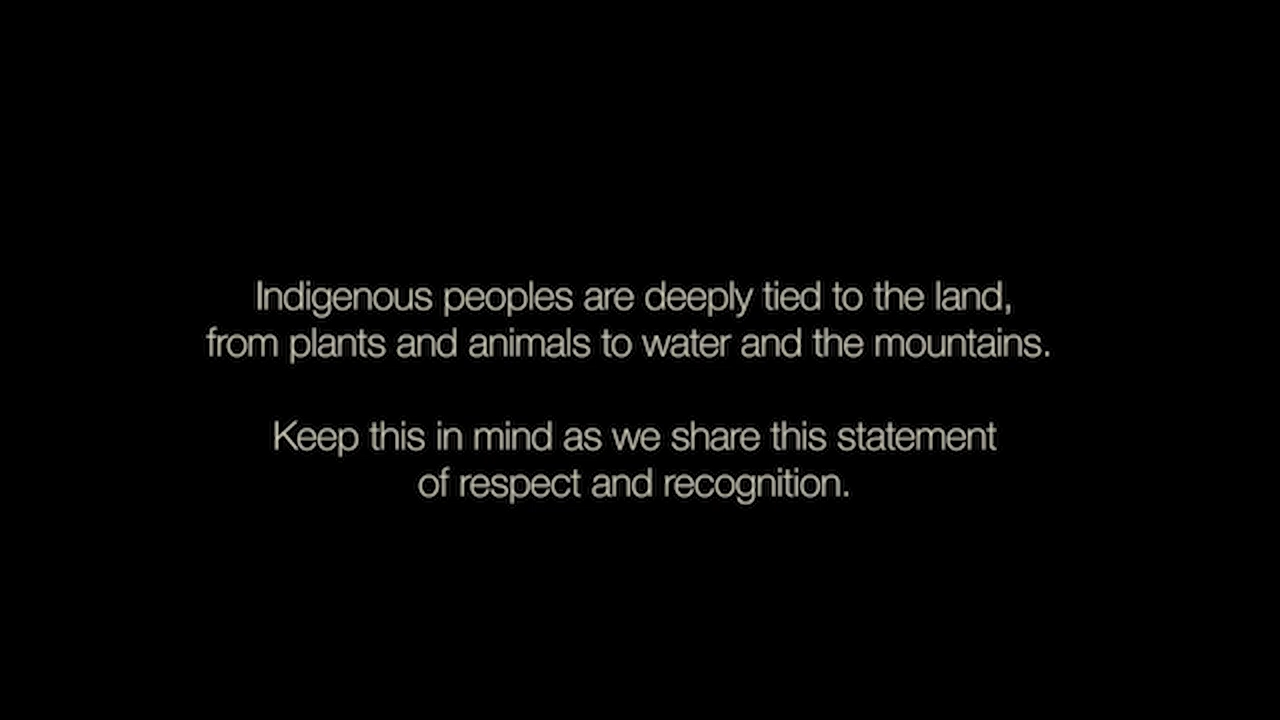 Indigenous peoples are deeply tied to the land,
from plants and animals to water and the mountains.
Keep this in mind as we share this statement
of respect and recognition.